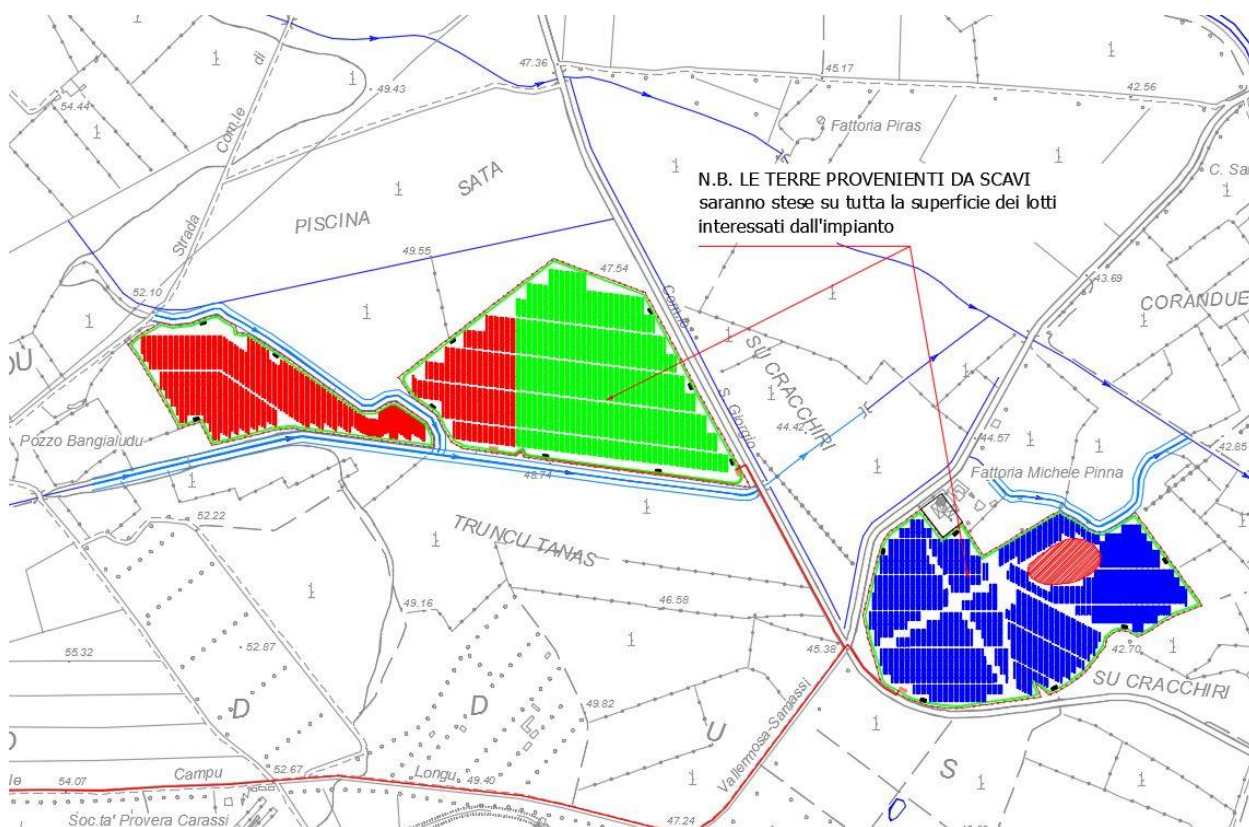 47.36
45.17
42.56
di
49.43
54.44
Com.le
Fattoria Piras
C. Sa
SATA
N.B. LE TERRE PROVENIENTI DA SCAVI
saranno stese su tutta la superficie dei lotti
interessati dall'impianto
PISCINA
Strada
49.55
47.54
43.69
52.10
Com.le
CORANDUE
SU CRACCHIRI
OU
S. Giorgio
44.42
44.57
42.85
Pozzo Bangialudu
48.74
Fattoria Michele Pinna
52.22
TRUNCU TANAS
49.16
46.58
52.87
45.38
42.70
55.32
SU CRACCHIRI
D
D
49.82
U
Vallermosa-Samassi
S
le
54.07
Campu
52.67
Longu
49.40
47.24
Soc.ta' Provera Carassi